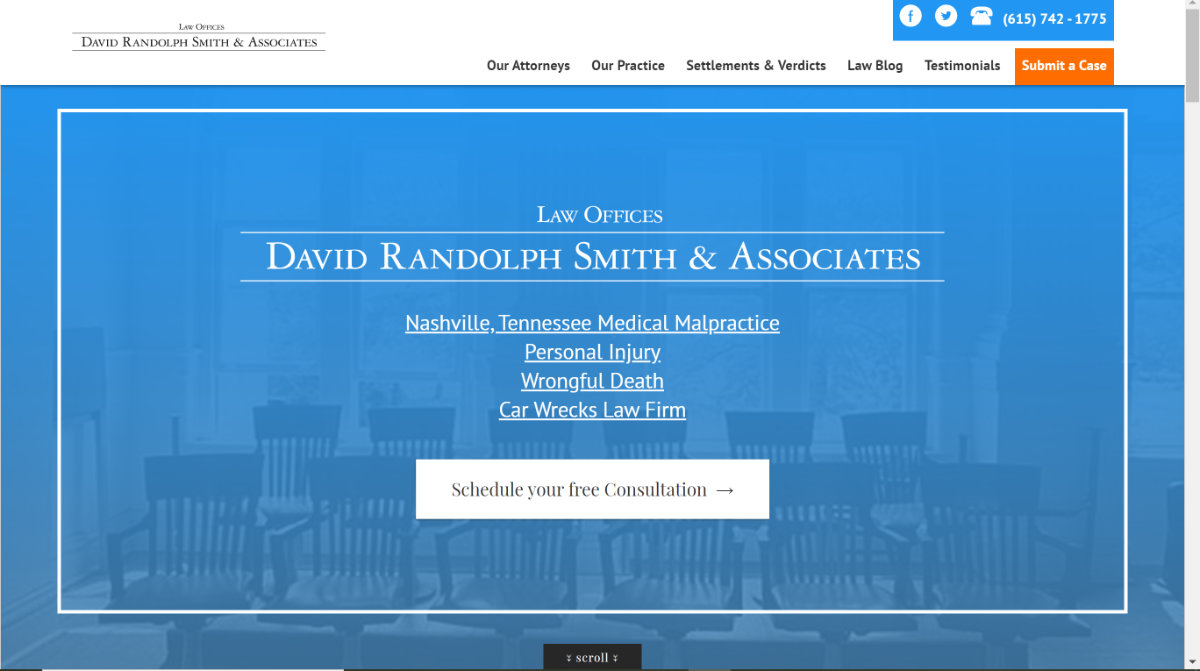 Law Offices
David Randolph Smith & Associates
f
(615) 742 - 1775
Our Attorneys
Our Practice
Settlements & Verdicts
Law Blog
Testimonials
Submit a Case
Law Offices
David Randolph Smith & Associates
Nashville, Tennessee Medical Malpractice
Personal Injury
Wrongful Death
Car Wrecks Law Firm
Schedule your free Consultation →
scroll